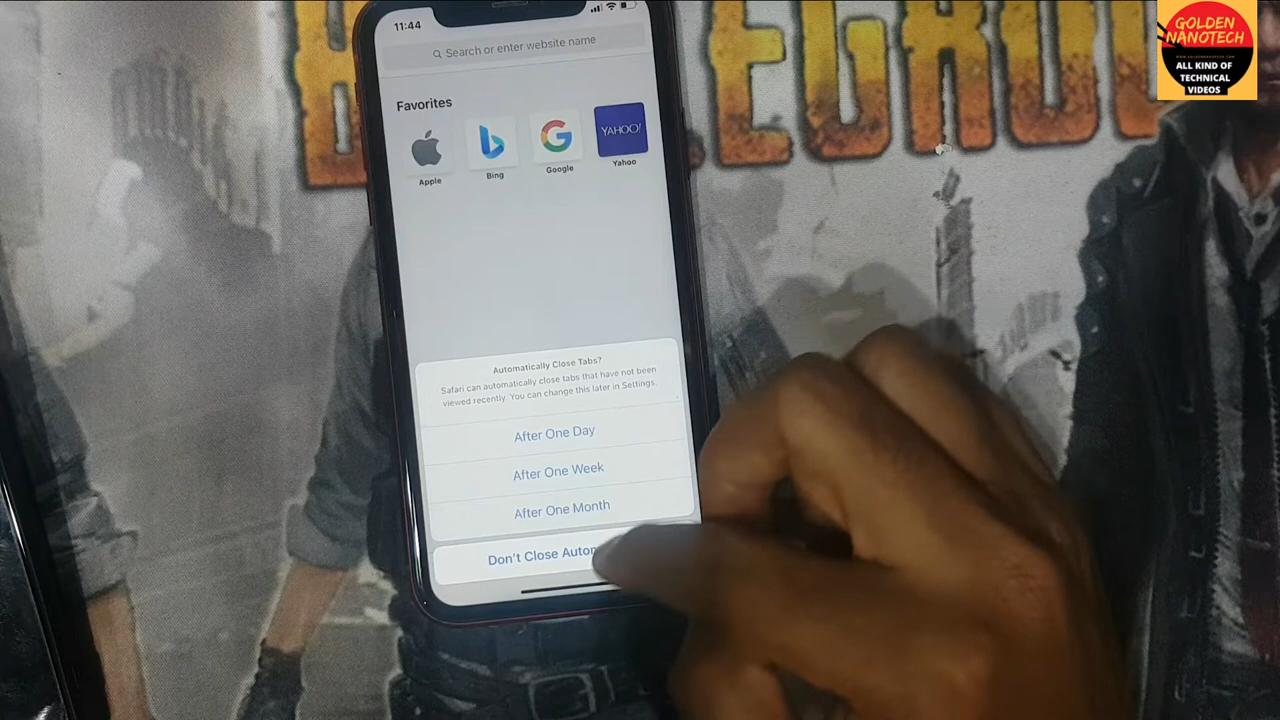 11:44
Search or enter website name
Favorites
Apple
Bing
Google
YAHOO!
Yahoo
Automatically Close Tabs?
Safari can automatically close tabs that have not been
viewed recently. You can change this later in Settings.
After One Day
After One Week
After One Month
Don't Close
GOLDEN
NANOTECH
ALL KIND OF
TECHNICAL
VIDEOS